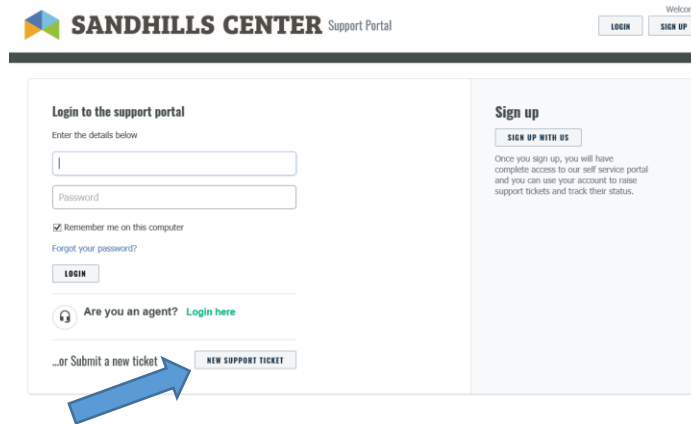 Welcom
SANDHILLS CENTER Support Portal
LOGIN SIGN UP
Login to the support portal
Enter the details below
Password
Remember me on this computer
Forgot your password?
LOGIN
Are you an agent? Login here
...or Submit a new ticket NEW SUPPORT TICKET
Sign up
SIGN UP WITH US
Once you sign up, you will have
complete access to our self service portal
and you can use your account to raise
support tickets and track their status.